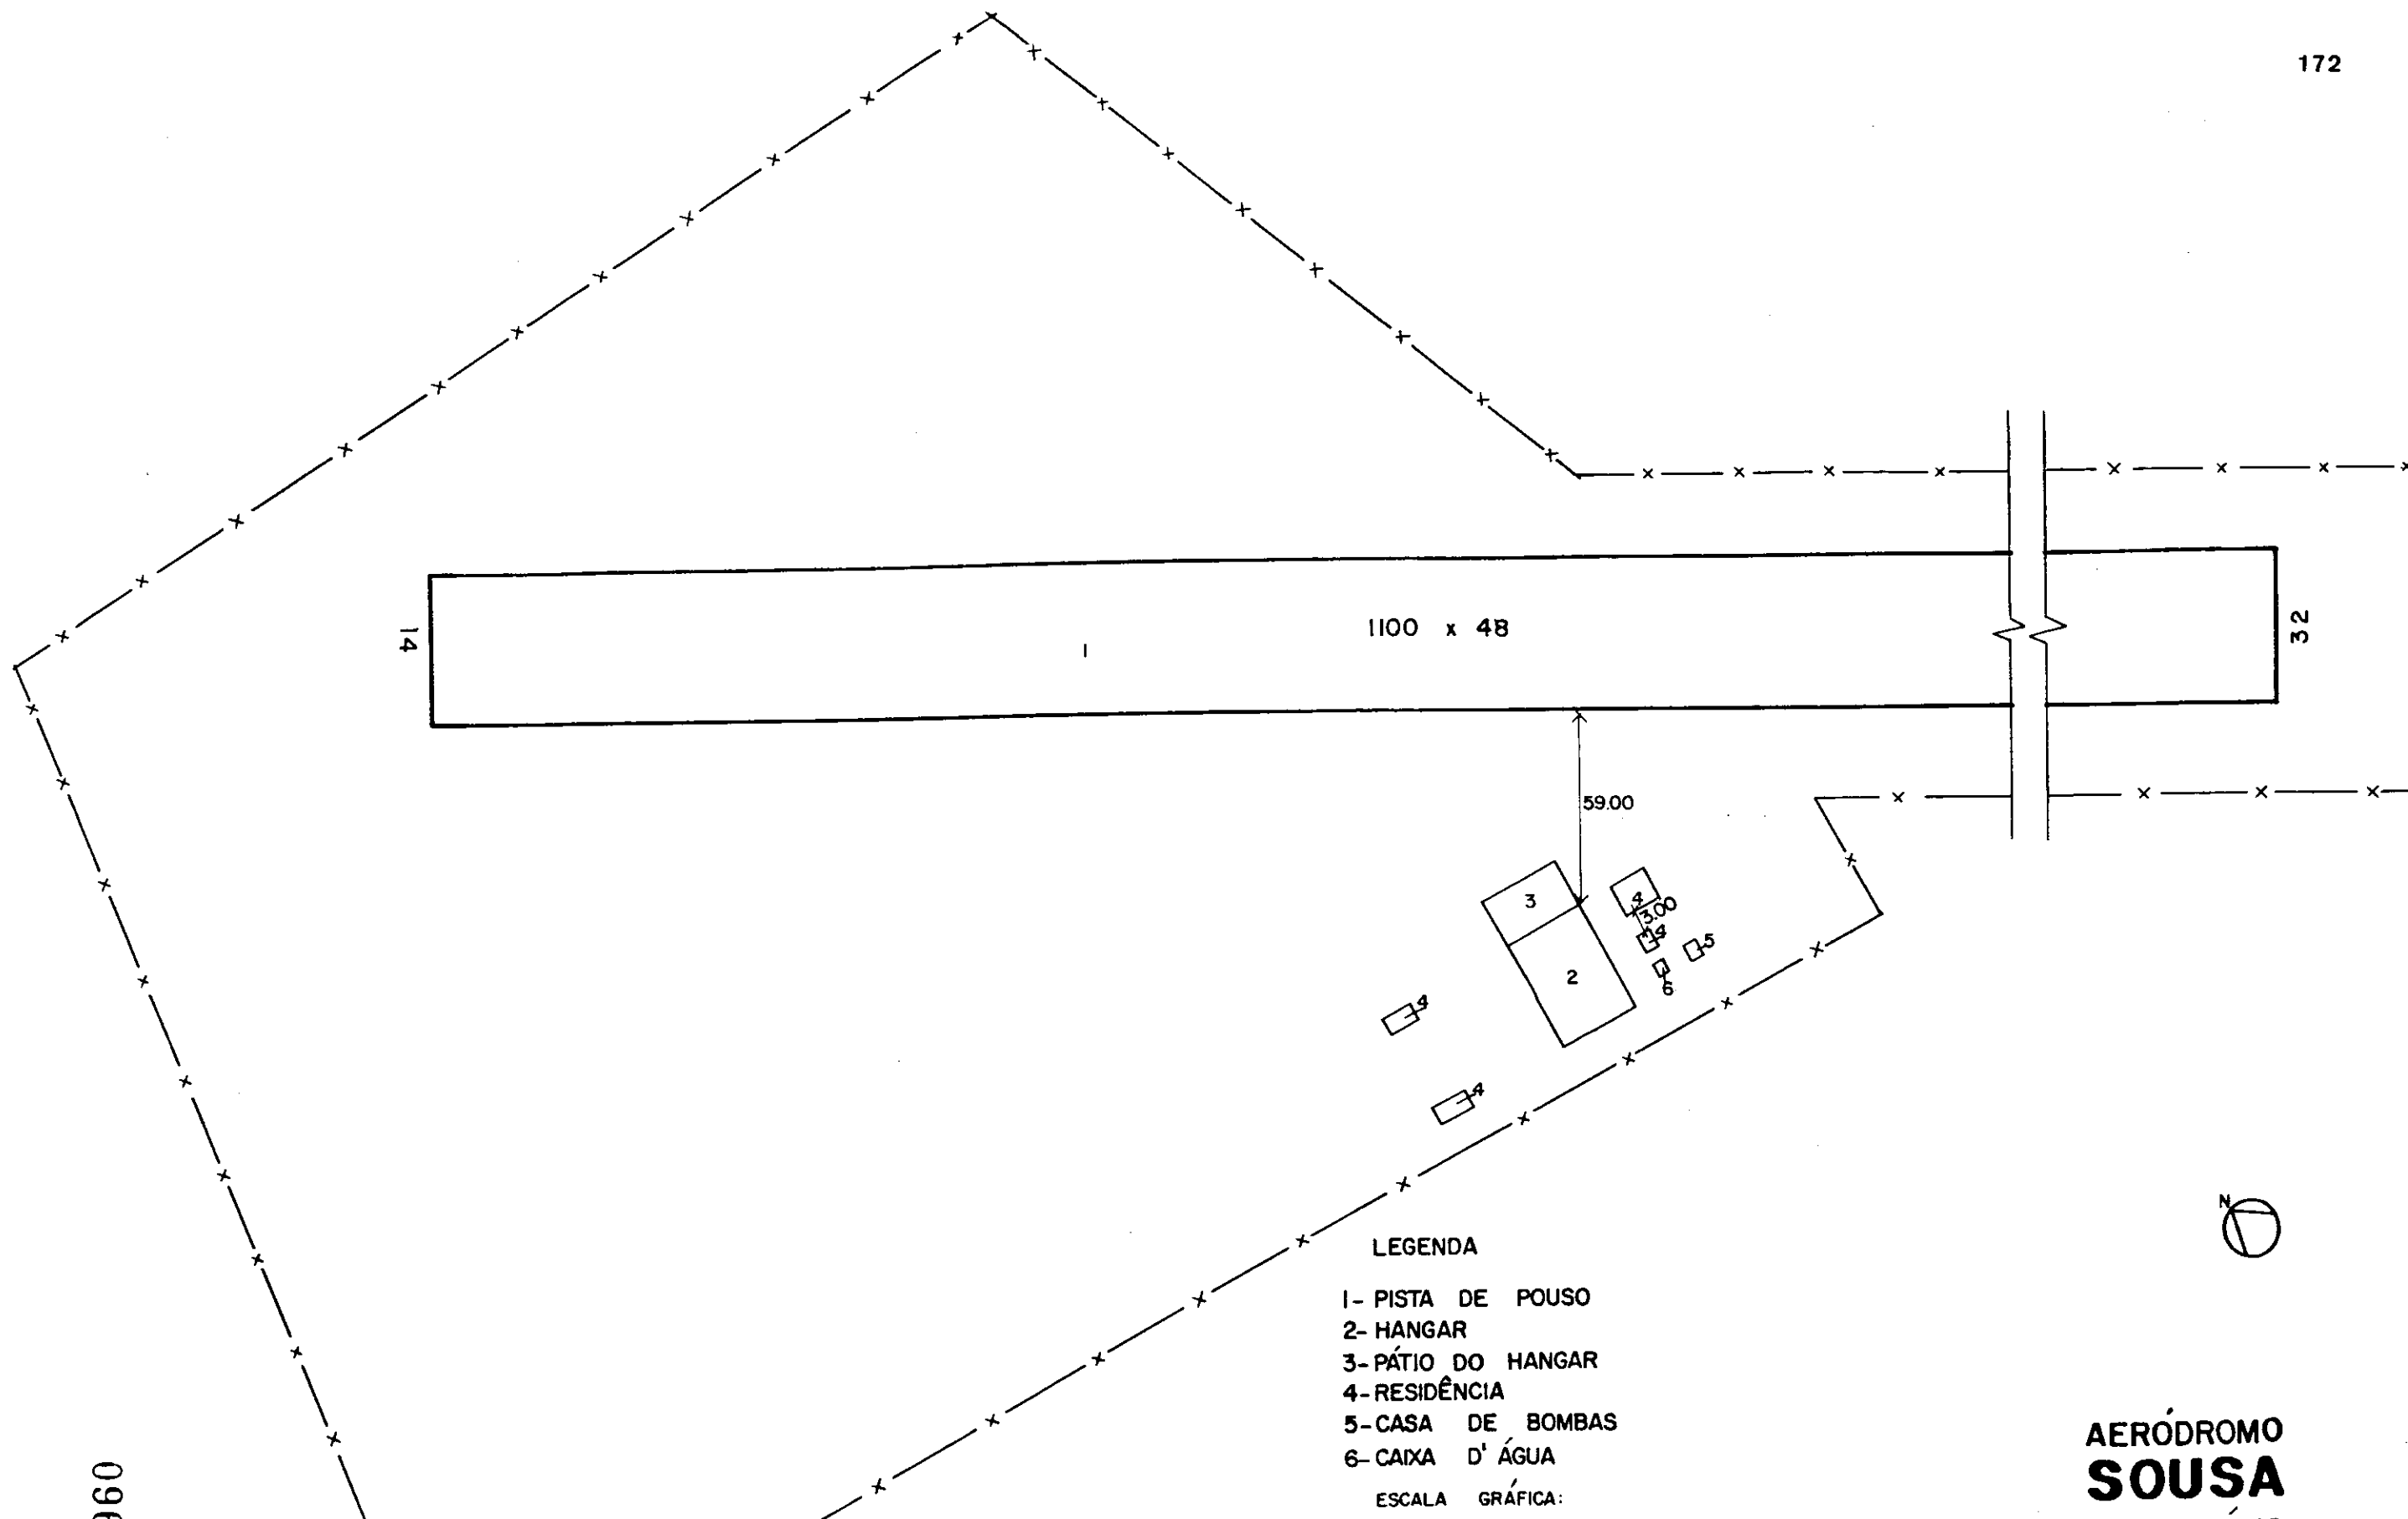 172
14
1100 x 48
1
32
59.00
3
4
3.00
4
5
2
6
4
4
N
LEGENDA
1- PISTA DE POUSO
2- HANGAR
3- PÁTIO DO HANGAR
4- RESIDÊNCIA
5- CASA DE BOMBAS
6- CAIXA D'ÁGUA
ESCALA GRÁFICA:
AERÓDROMO
SOUSA